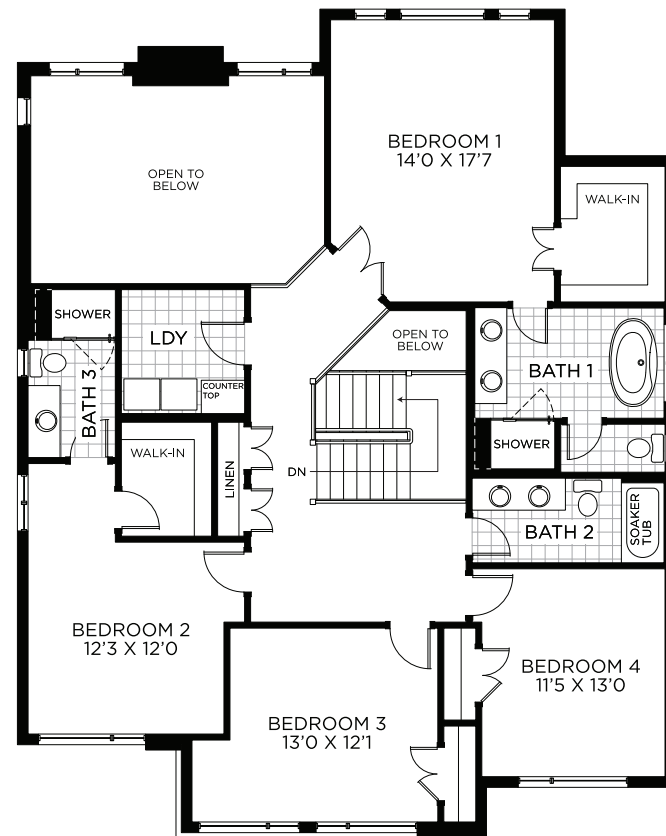 BEDROOM 1
14'0 X 17'7
OPEN TO
BELOW
WALK-IN
SHOWER
LDY
OPEN TO
BELOW
BATH 3
COUNTER
TOP
BATH 1
WALK-IN
LINEN
DN
SHOWER
BATH 2
SOAKER
TUB
BEDROOM 2
12'3 X 12'0
BEDROOM 4
11'5 X 13'0
BEDROOM 3
13'0 X 12'1